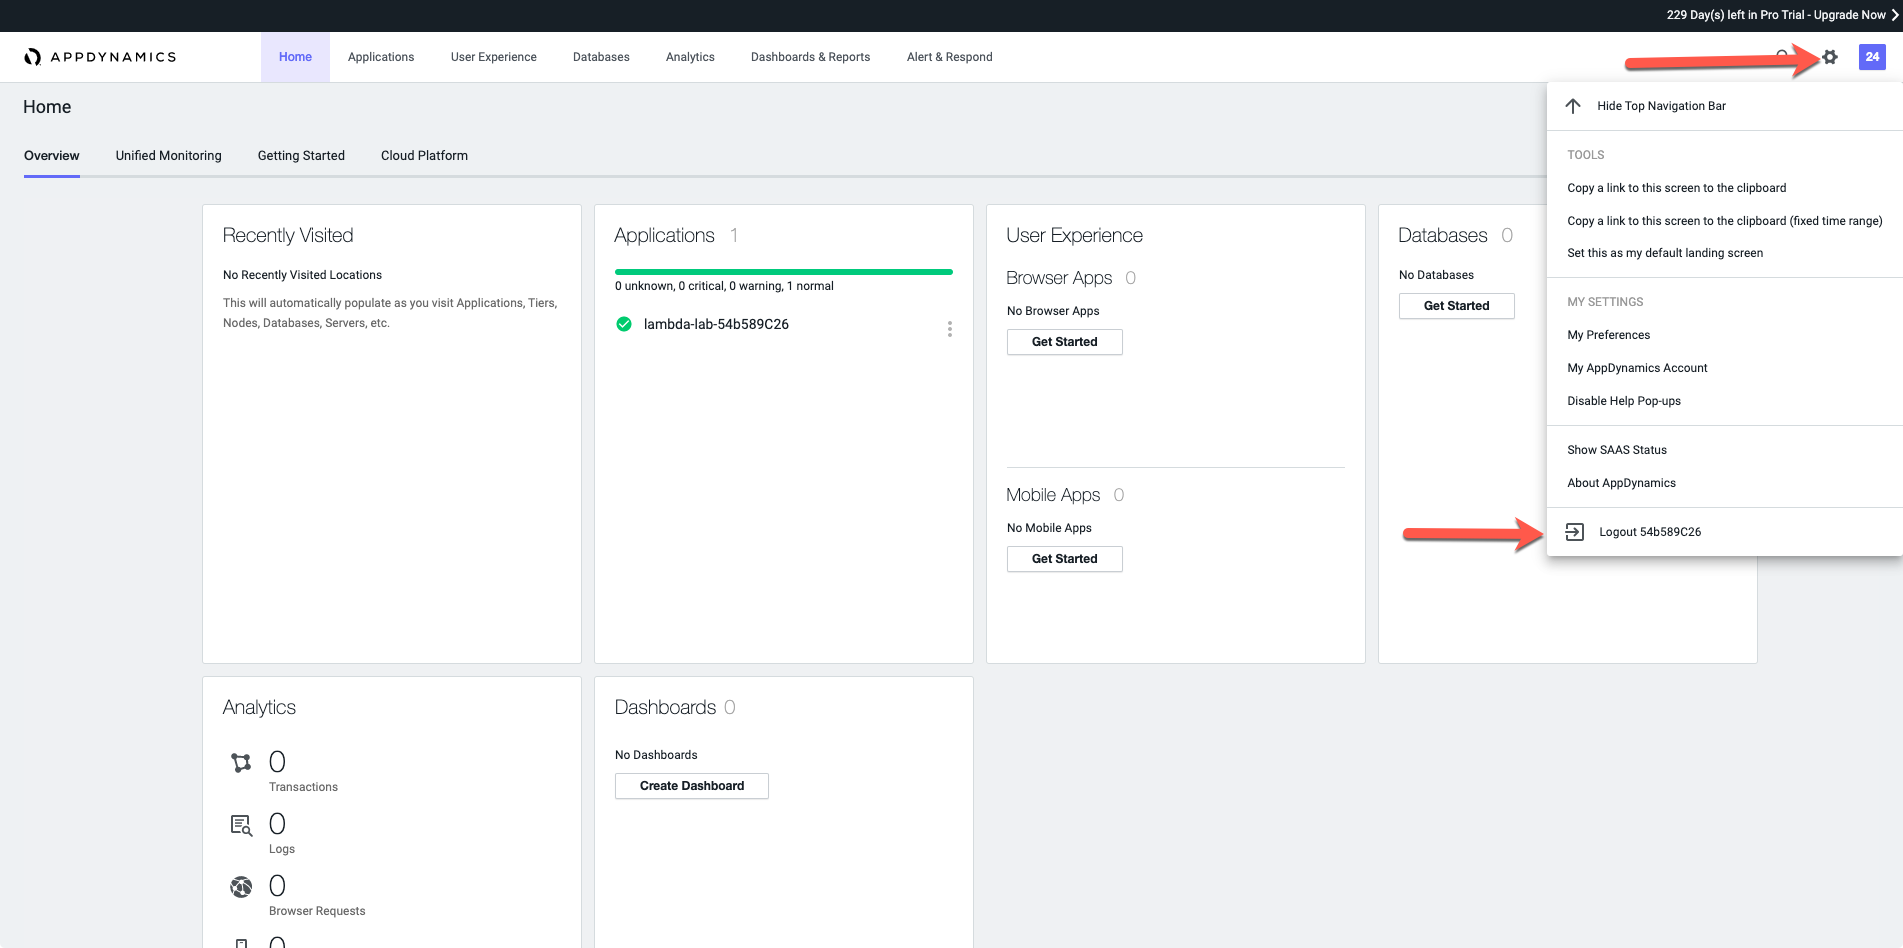 229 Day(s) left in Pro Trial - Upgrade Now
APPDYNAMICS
Home
Applications
User Experience
Databases
Analytics
Dashboards & Reports
Alert & Respond
24
Home
Overview
Unified Monitoring
Getting Started
Cloud Platform
Hide Top Navigation Bar
TOOLS
Copy a link to this screen to the clipboard
Copy a link to this screen to the clipboard (fixed time range)
Set this as my default landing screen
MY SETTINGS
My Preferences
My AppDynamics Account
Disable Help Pop-ups
Show SAAS Status
About AppDynamics
Logout 54b589C26
Recently Visited
No Recently Visited Locations
This will automatically populate as you visit Applications, Tiers,
Nodes, Databases, Servers, etc.
Applications 1
0 unknown, 0 critical, 0 warning, 1 normal
lambda-lab-54b589C26
User Experience
Browser Apps 0
No Browser Apps
Get Started
Mobile Apps 0
No Mobile Apps
Get Started
Databases 0
No Databases
Get Started
Analytics
0
Transactions
0
Logs
0
Browser Requests
0
Dashboards 0
No Dashboards
Create Dashboard